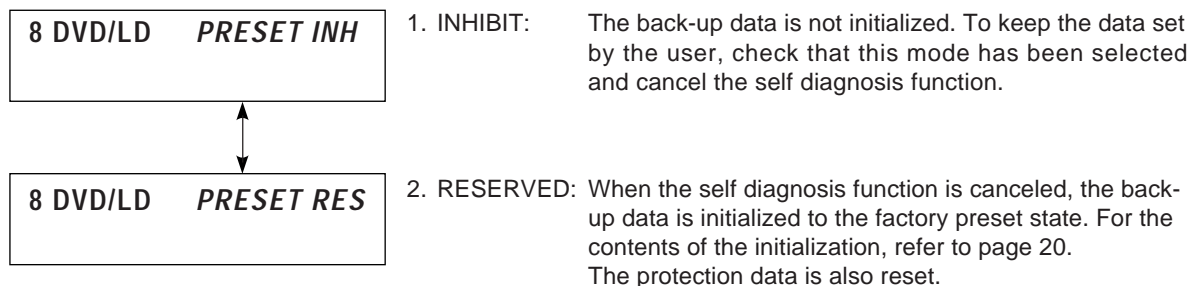 8 DVD/LD PRESET INH
1. INHIBIT: The back-up data is not initialized. To keep the data set
by the user, check that this mode has been selected
and cancel the self diagnosis function.
8 DVD/LD PRESET RES
2. RESERVED: When the self diagnosis function is canceled, the back-
up data is initialized to the factory preset state. For the
contents of the initialization, refer to page 20.
The protection data is also reset.